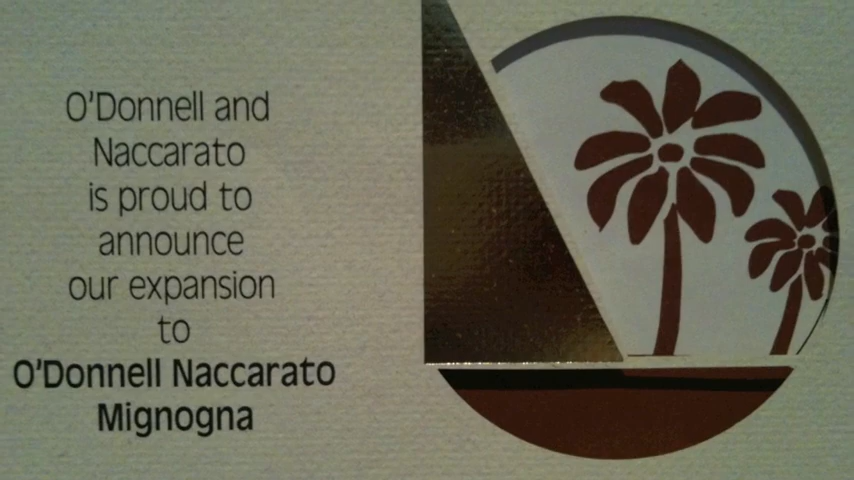 O'Donnell and
Naccarato
is proud to
announce
our expansion
to
O'Donnell Naccarato
Mignogna